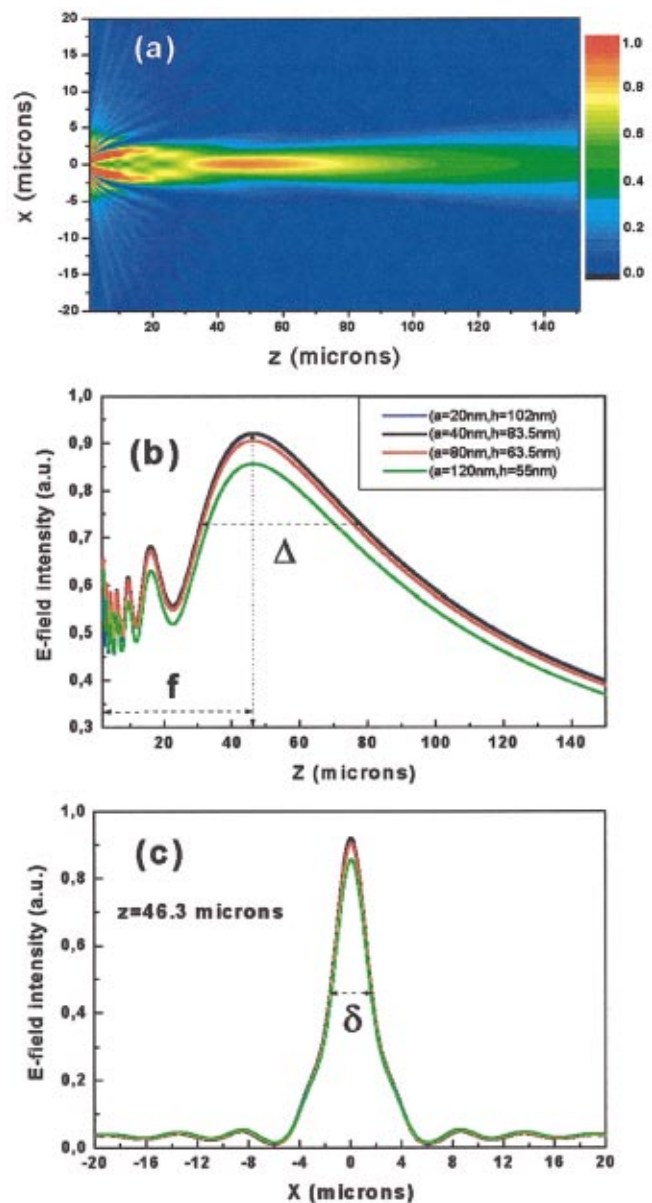 (a)
X (microns)
20
15
10
5
0
-5
-10
-15
-20
20 40 60 80 100 120 140
z (microns)
1.0
0.8
0.6
0.4
0.2
0.0
(b)
E-field intensity (a.u.)
1,0
0,9
0,8
0,7
0,6
0,5
0,4
0,3
(a=20nm,h=102nm)
(a=40nm,h=83.5nm)
(a=80nm,h=63.5nm)
(a=120nm,h=55nm)
Δ
f
20 40 60 80 100 120 140
Z (microns)
(c)
z=46.3 microns
E-field intensity (a.u.)
1,0
0,8
0,6
0,4
0,2
0,0
δ
-20 -16 -12 -8 -4 0 4 8 12 16 20
X (microns)